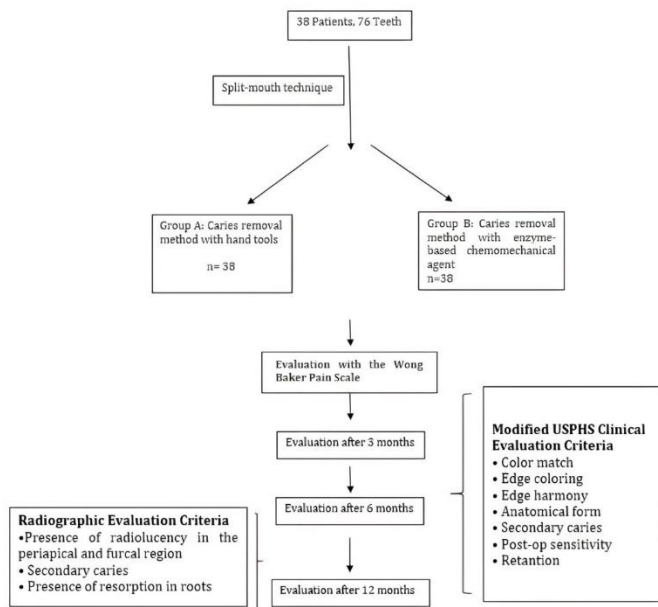 38 Patients, 76 Teeth
Split-mouth technique
Group A: Caries removal
method with hand tools
n= 38
Group B: Caries removal
method with enzyme-
based chemomechanical
agent
n=38
Evaluation with the Wong
Baker Pain Scale
Evaluation after 3 months
Evaluation after 6 months
Evaluation after 12 months
Modified USPHS Clinical
Evaluation Criteria
• Color match
• Edge coloring
• Edge harmony
• Anatomical form
• Secondary caries
• Post-op sensitivity
• Retantion
Radiographic Evaluation Criteria
•Presence of radiolucency in the
periapical and furcal region
• Secondary caries
• Presence of resorption in roots